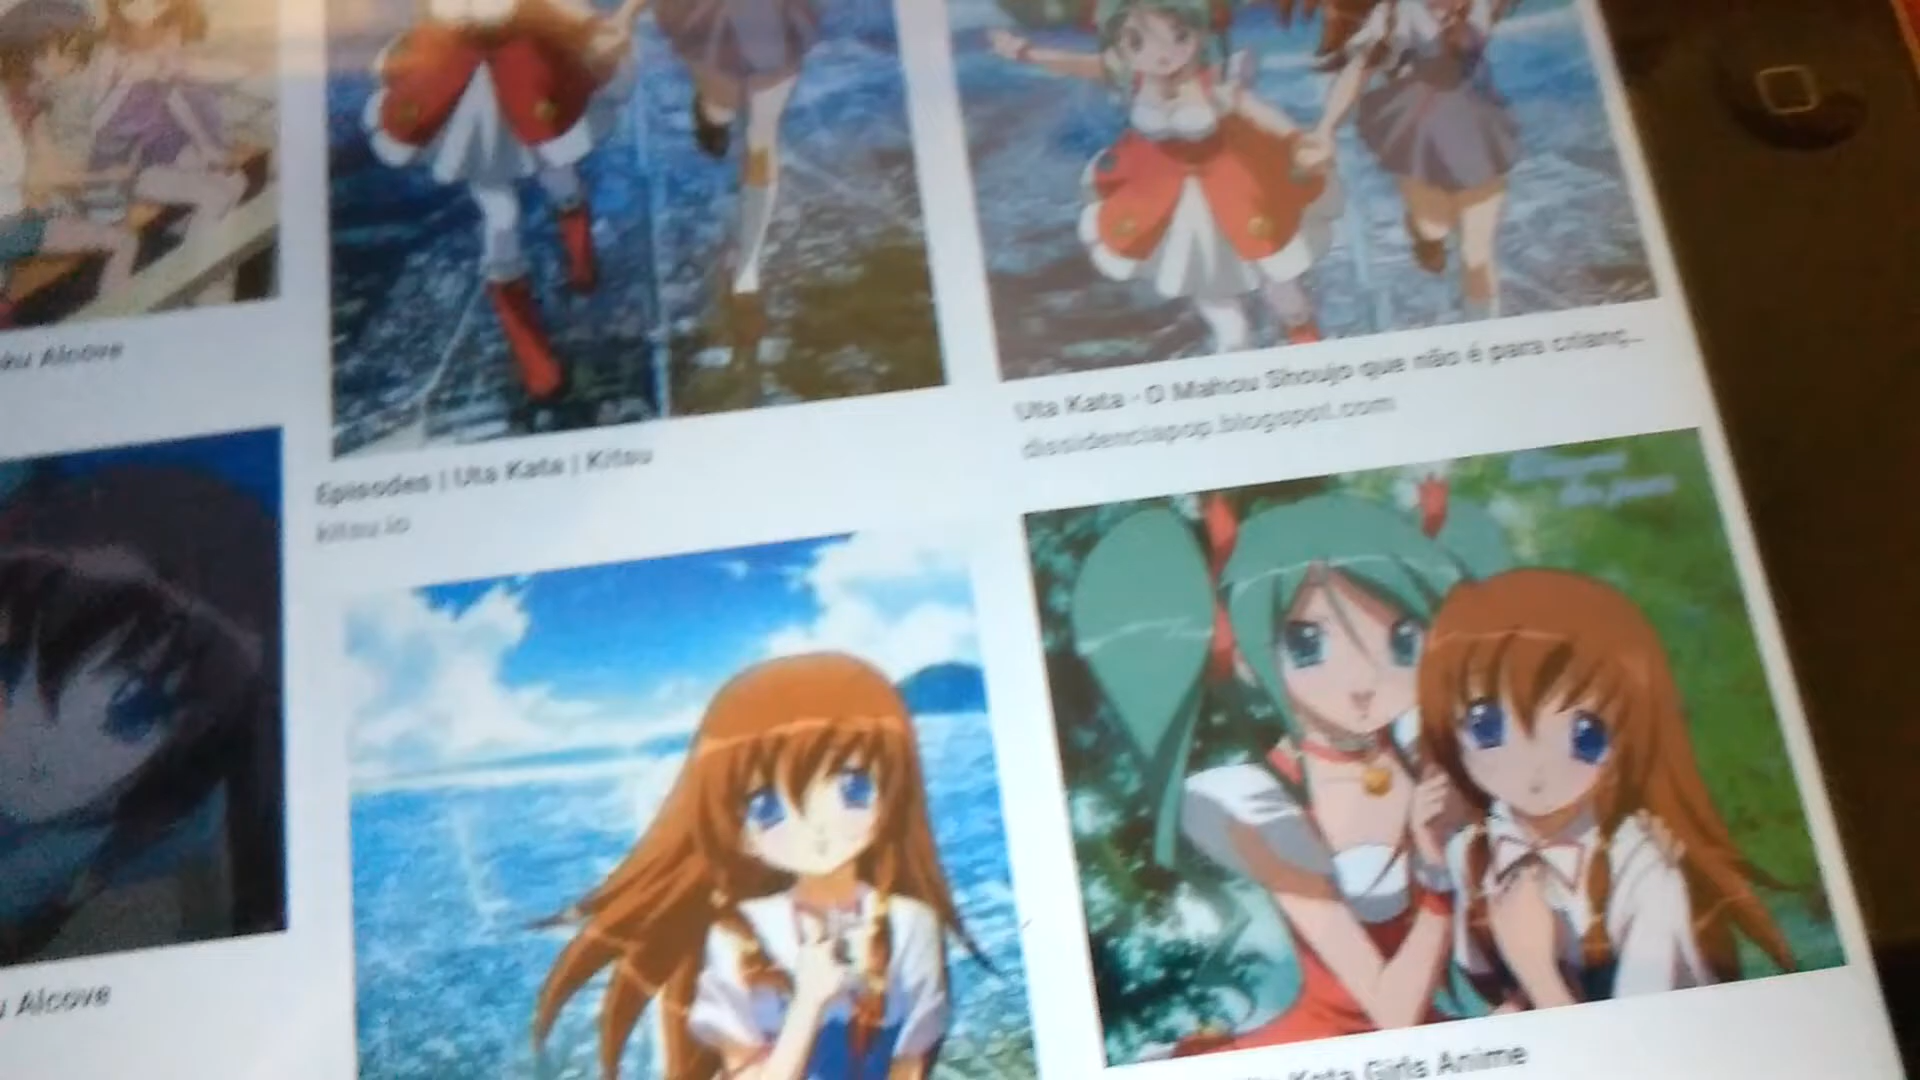 Alcove
Episodes | Uta Kata | Kitsu
kitsu.io
Uta Kata - O Mahou Shoujo que não é para crianç...
dissidenciapop.blogspot.com
Alcove
Kata Girls Anime